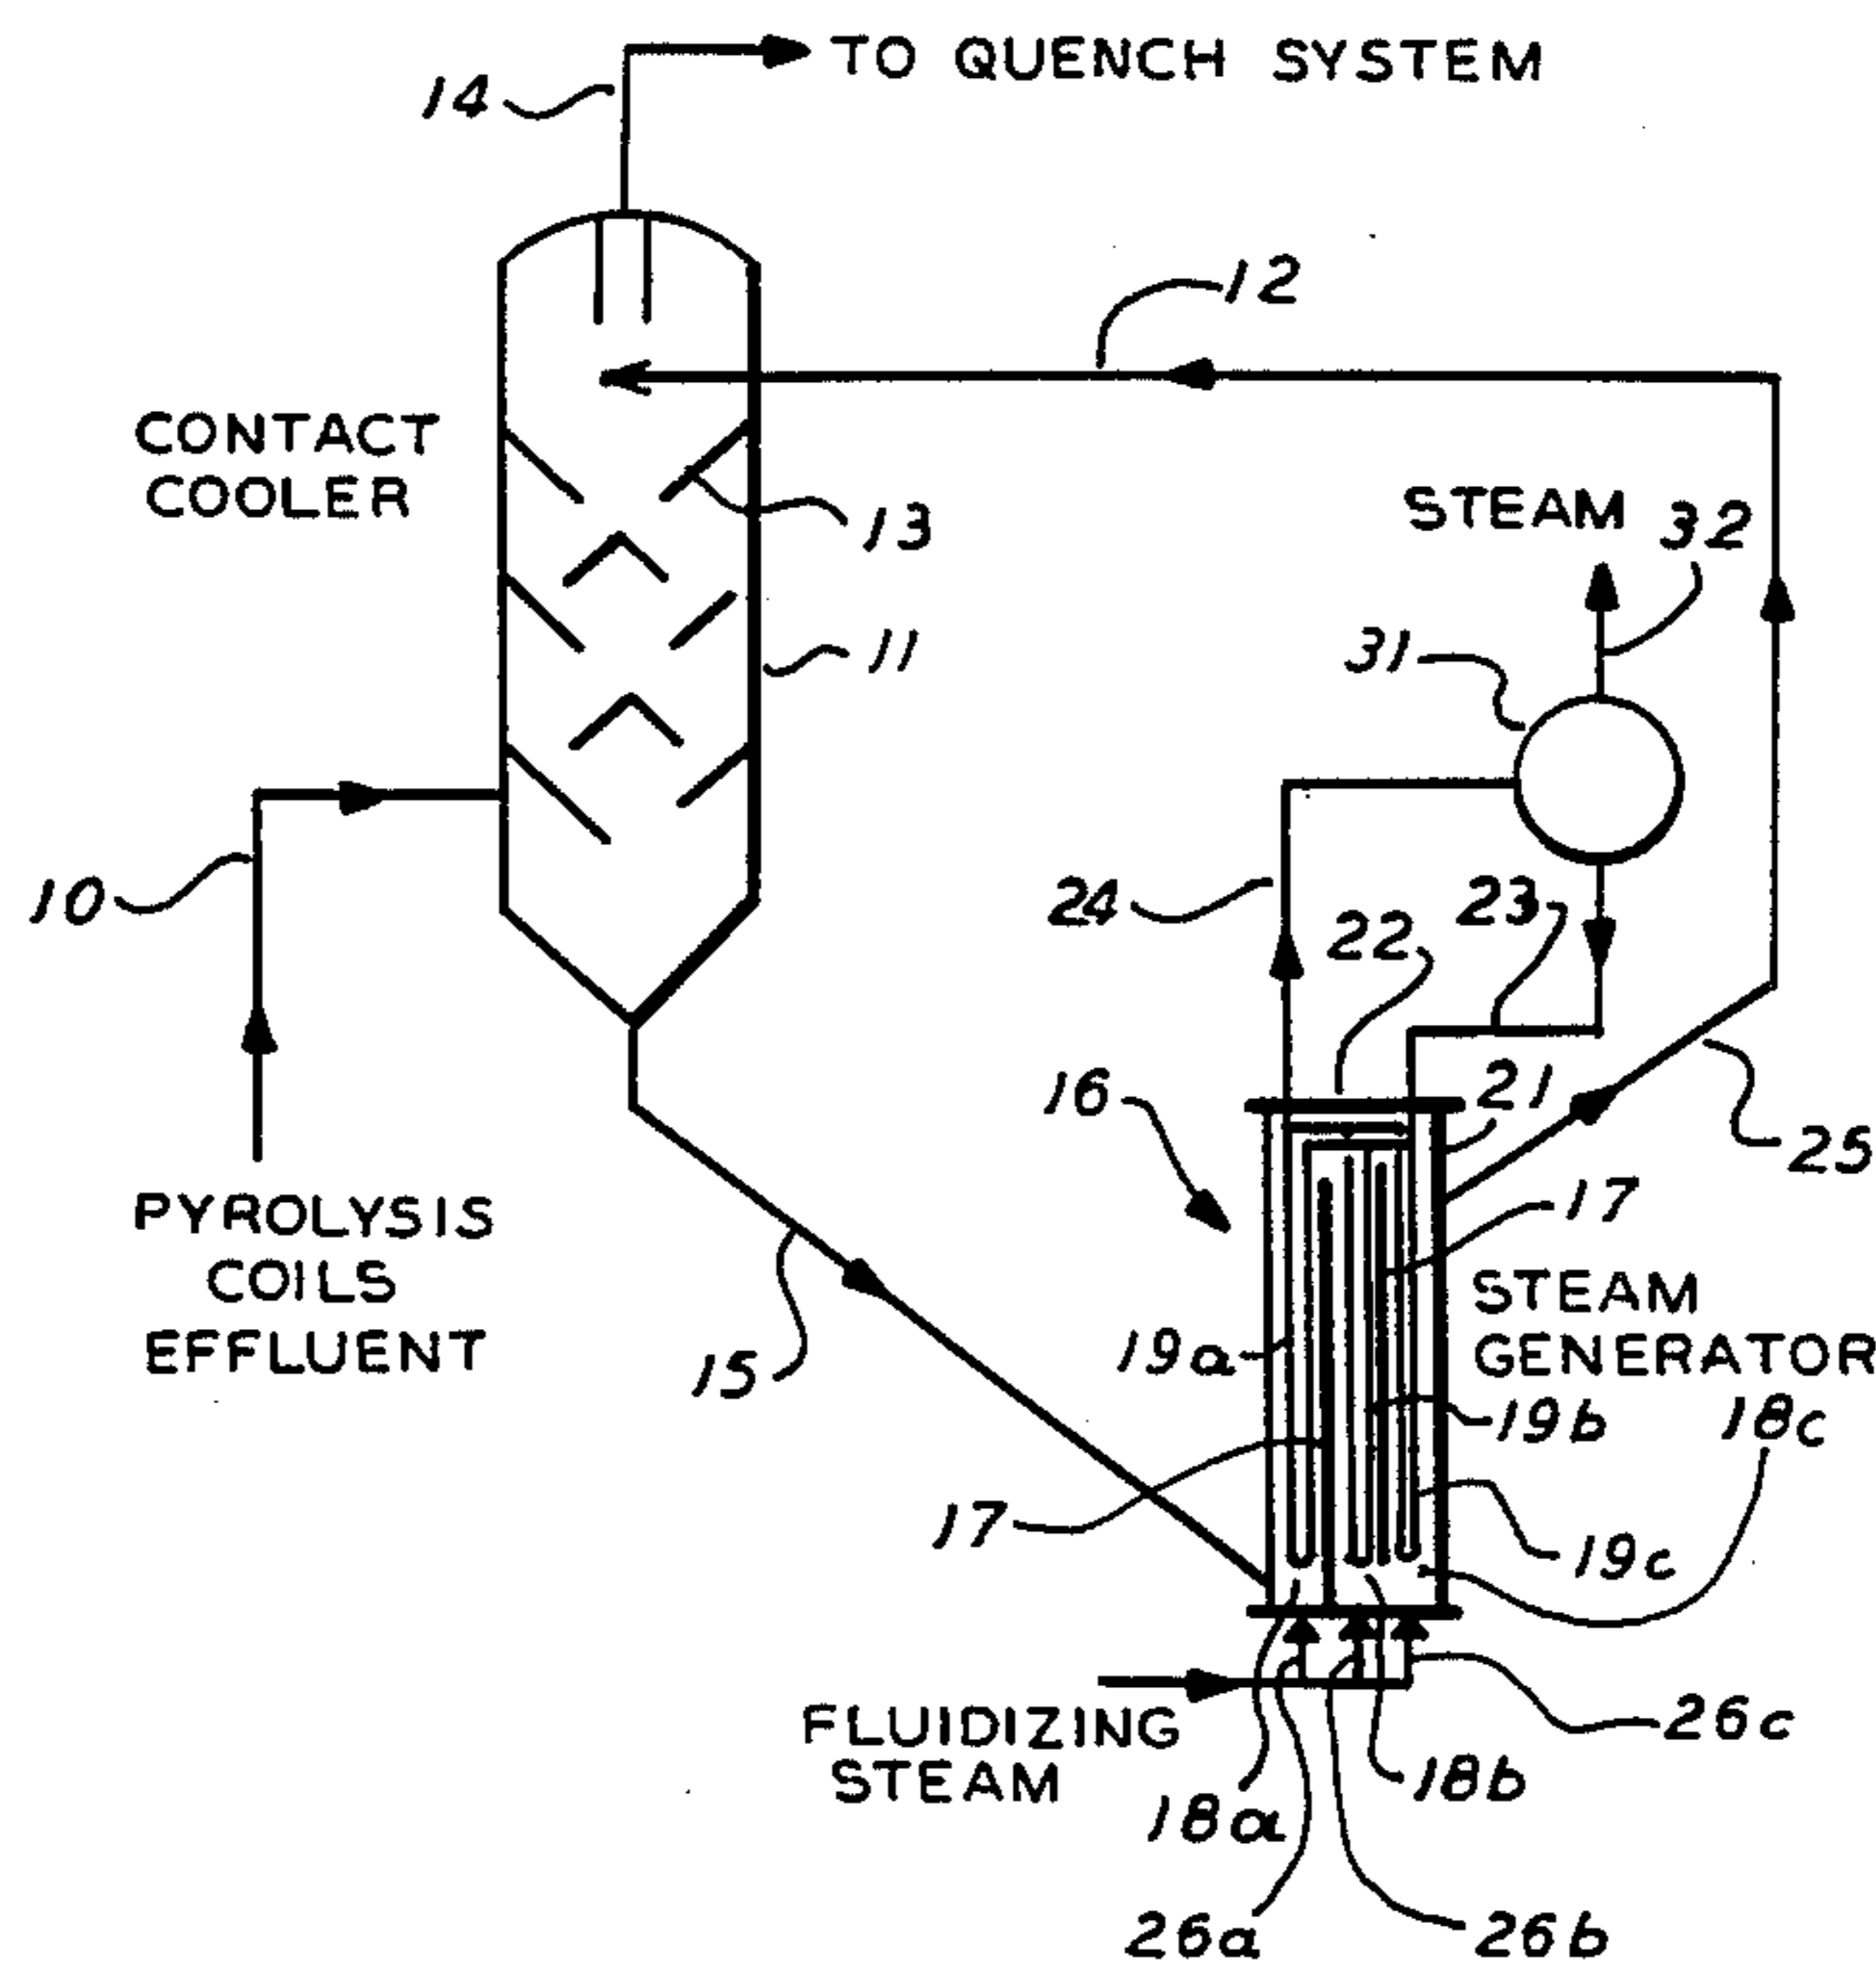 TO QUENCH SYSTEM
14
12
CONTACT
COOLER
13
STEAM
32
31
11
10
24
22
23
16
21
25
PYROLYSIS
COILS
EFFLUENT
17
15
19a
STEAM
GENERATOR
19b
18c
17
19c
FLUIDIZING
STEAM
26c
18a
18b
26a
26b